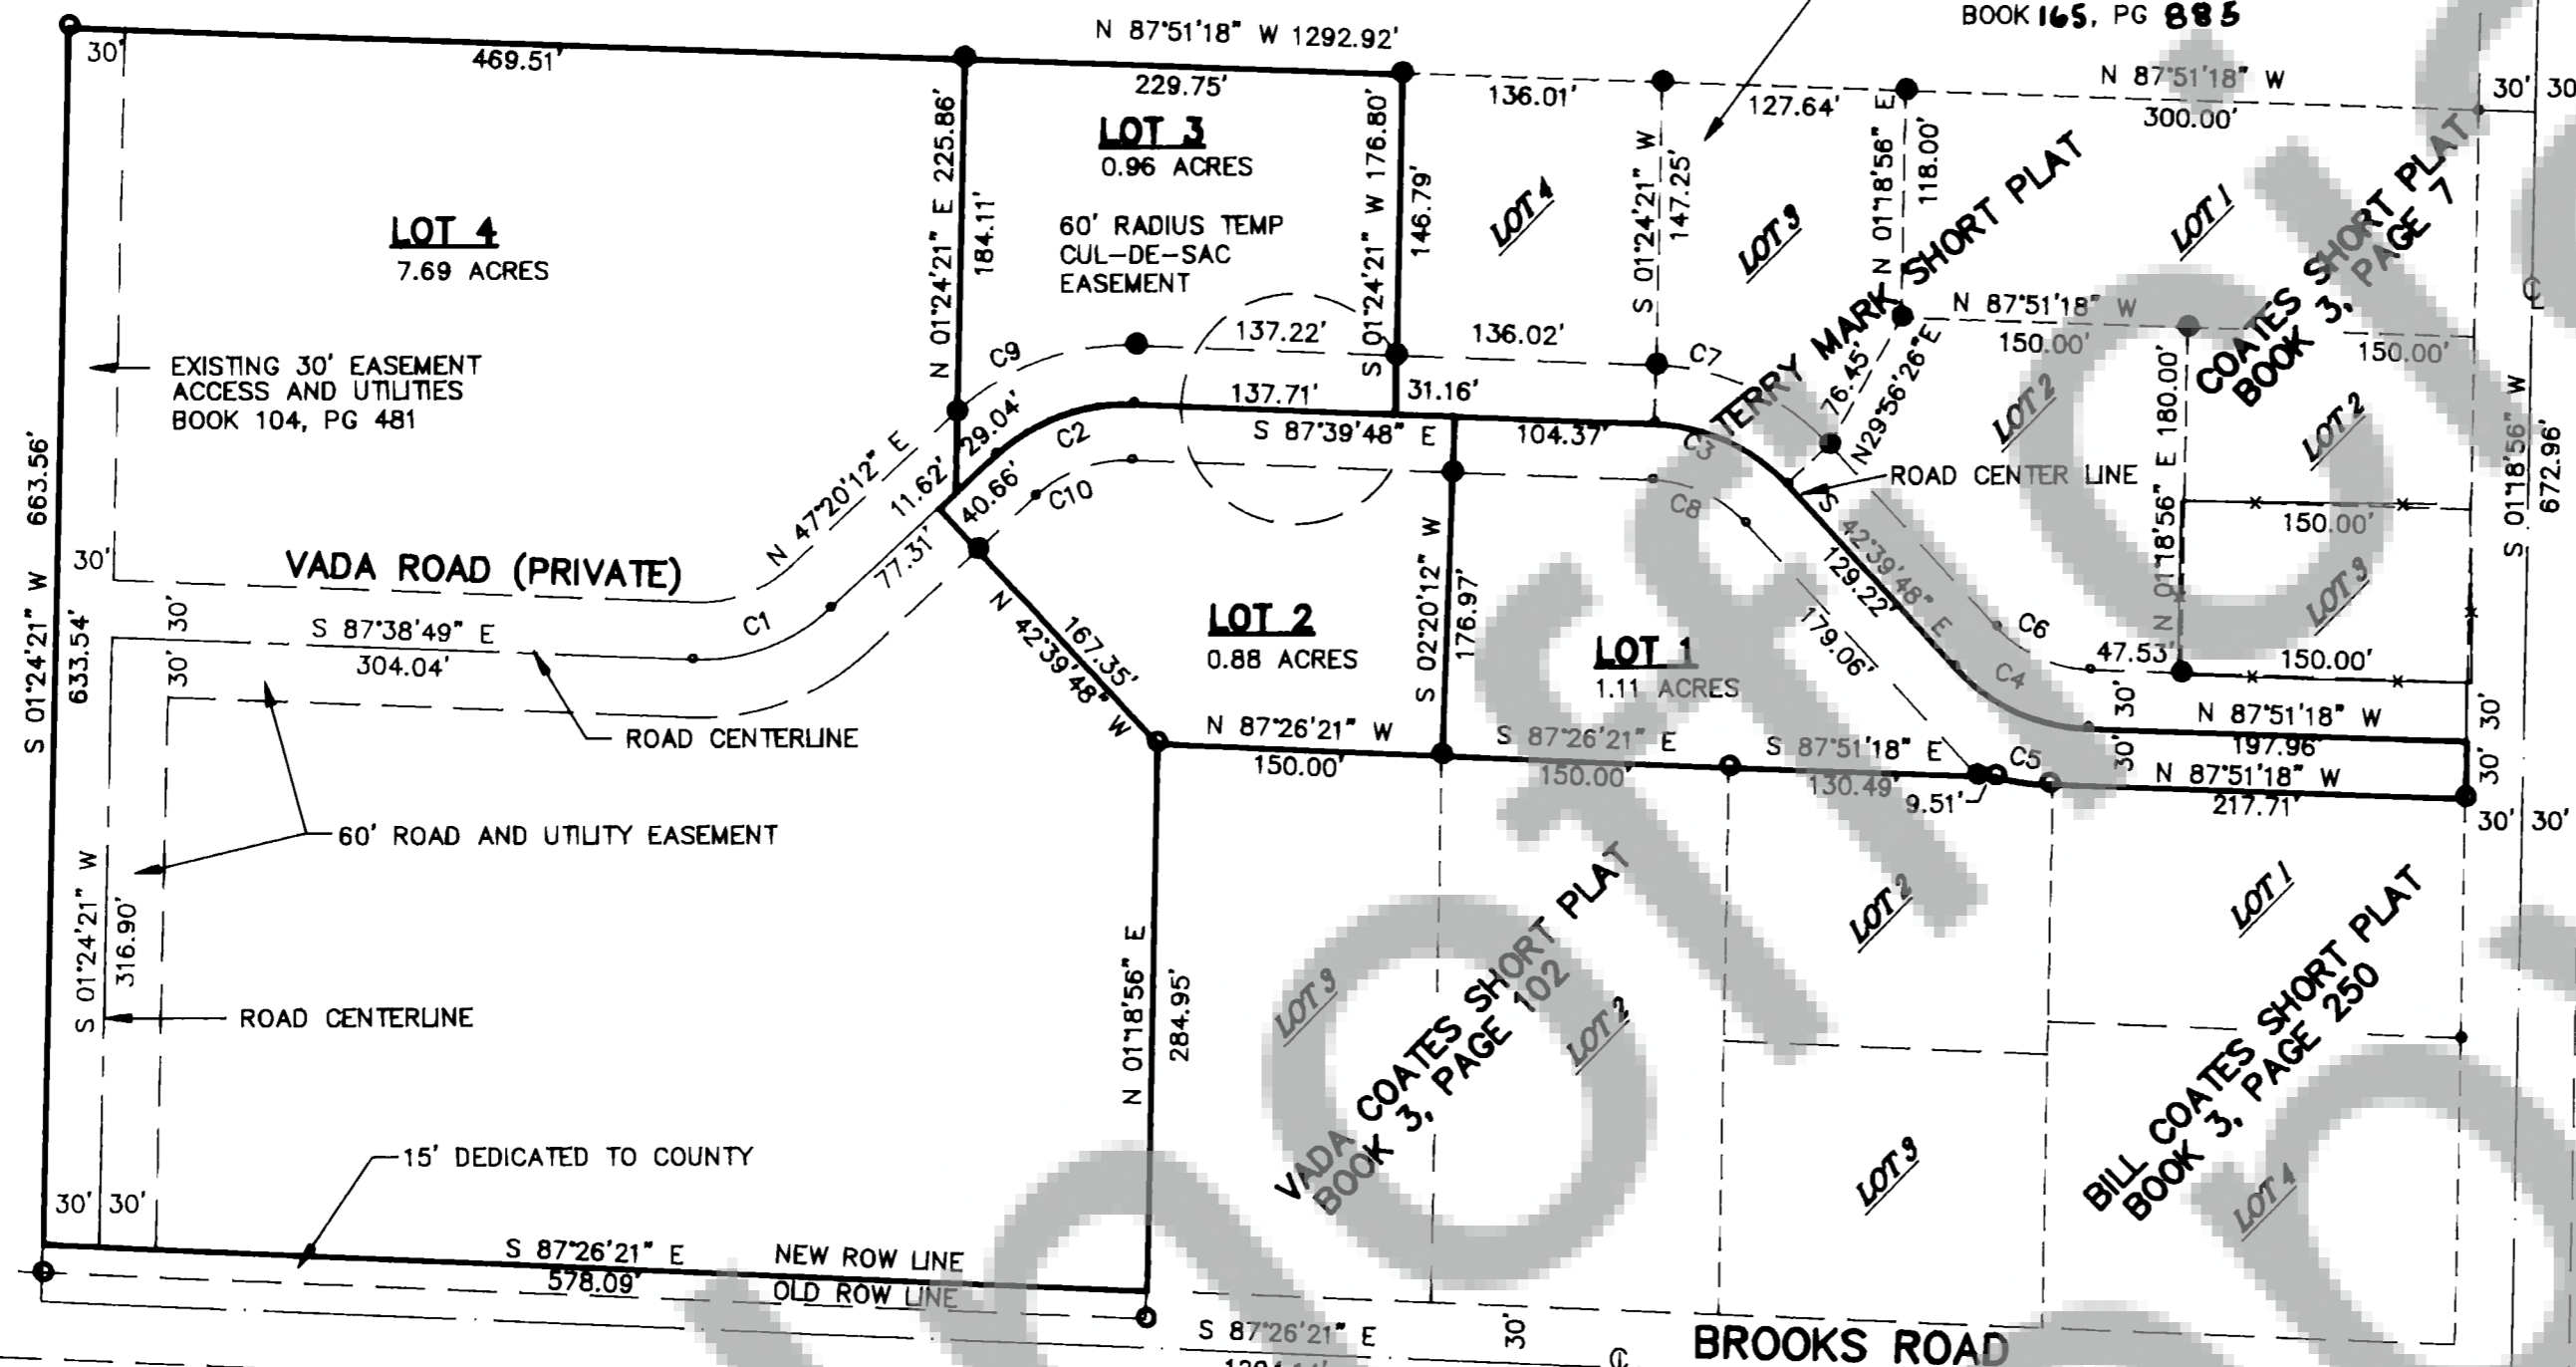 BOOK 165, PG 885
N 87°51'18" W 1292.92'
30'
469.51'
229.75'
136.01'
127.64'
N 87°51'18" W
300.00'
30'
30
LOT 3
0.96 ACRES
60' RADIUS TEMP
CUL-DE-SAC
EASEMENT
N 01°24'21" E 225.86'
184.11'
S 01°24'21" W 176.80'
146.79'
S 01°24'21" W
147.25'
N 01°18'56" E
118.00'
LOT 4
7.69 ACRES
LOT 4
LOT 3
LOT 1
TERRY MARK SHORT PLAT
COATES SHORT PLAT
BOOK 3, PAGE 7
EXISTING 30' EASEMENT
ACCESS AND UTILITIES
BOOK 104, PG 481
C9
137.22'
136.02'
C7
76.45'
N29°56'26"E
N 87°51'18" W
150.00'
150.00'
29.04'
C2
137.71'
31.16'
S 87°39'48" E
104.37'
C3
ROAD CENTER LINE
LOT 2
LOT 2
N 01°18'56" E 180.00'
S 01°18'56" W
672.96'
N 47°20'12" E
11.62'
40.66'
C10
C8
S 42°39'48" E
129.22'
179.06'
150.00'
LOT 3
S 01°24'21" W 663.56'
633.54'
30'
VADA ROAD (PRIVATE)
C1
77.31'
30'
30'
S 87°38'49" E
304.04'
N 42°39'48" W
167.35'
LOT 2
0.88 ACRES
S 02°20'12" W
176.97'
LOT 1
1.11 ACRES
C6
C4
47.53'
150.00'
30'
30'
N 87°51'18" W
197.96'
30'
30'
ROAD CENTERLINE
N 87°26'21" W
150.00'
S 87°26'21" E
150.00'
S 87°51'18" E
130.49'
9.51'
C5
N 87°51'18" W
217.71'
30'
30'
60' ROAD AND UTILITY EASEMENT
S 01°24'21" W
316.90'
ROAD CENTERLINE
N 01°18'56" E
284.95'
LOT 3
VADA COATES SHORT PLAT
BOOK 3, PAGE 102
LOT 2
LOT 2
LOT 1
BILL COATES SHORT PLAT
BOOK 3, PAGE 250
LOT 3
LOT 4
15' DEDICATED TO COUNTY
30'
30'
S 87°26'21" E
578.09'
NEW ROW LINE
OLD ROW LINE
S 87°26'21" E
30'
BROOKS ROAD